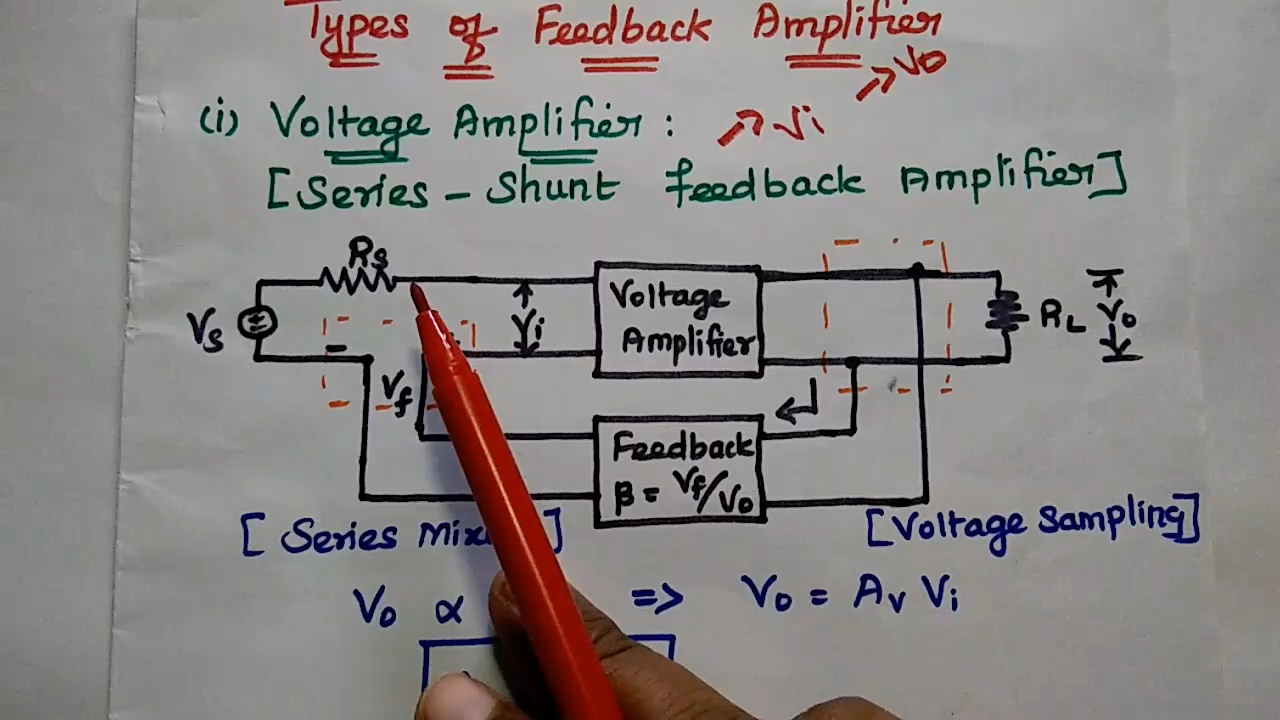 Types of Feedback Amplifier
(i) Voltage Amplifier : ↗ Vi ↗ Vo
[Series - Shunt feedback Amplifier]
Rs
Vs
Vi
Voltage
Amplifier
RL
Vo
-
Vf
Feedback
β = Vf/Vo
[ Series ]
[Voltage Sampling]
Vo α => Vo = Av Vi